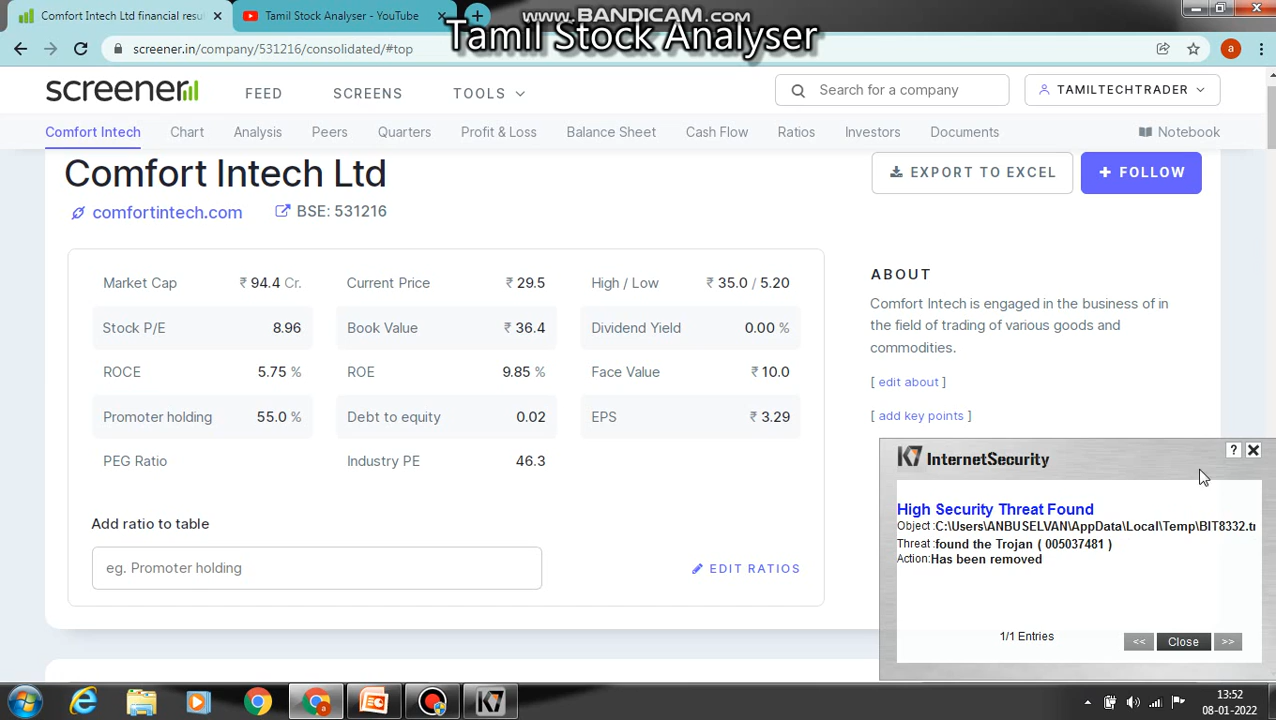 Comfort Intech Ltd financial resu
Tamil Stock Analyser - YouTube
www.BANDICAM.com
Tamil Stock Analyser
screener.in/company/531216/consolidated/#top
a
screener
FEED
SCREENS
TOOLS
Search for a company
TAMILTECHTRADER
Comfort Intech
Chart
Analysis
Peers
Quarters
Profit & Loss
Balance Sheet
Cash Flow
Ratios
Investors
Documents
Notebook
Comfort Intech Ltd
EXPORT TO EXCEL
+ FOLLOW
comfortintech.com
BSE: 531216
Market Cap ₹ 94.4 Cr.
Current Price ₹ 29.5
High / Low ₹ 35.0 / 5.20
Stock P/E 8.96
Book Value ₹ 36.4
Dividend Yield 0.00 %
ROCE 5.75 %
ROE 9.85 %
Face Value ₹ 10.0
Promoter holding 55.0 %
Debt to equity 0.02
EPS ₹ 3.29
PEG Ratio
Industry PE 46.3
Add ratio to table
eg. Promoter holding
EDIT RATIOS
ABOUT
Comfort Intech is engaged in the business of in
the field of trading of various goods and
commodities.
[ edit about ]
[ add key points ]
K7 InternetSecurity
?
High Security Threat Found
Object :C:\Users\ANBUSELVAN\AppData\Local\Temp\BIT8332.
Threat :found the Trojan ( 005037481 )
Action:Has been removed
1/1 Entries
<< Close >>
13:52
08-01-2022